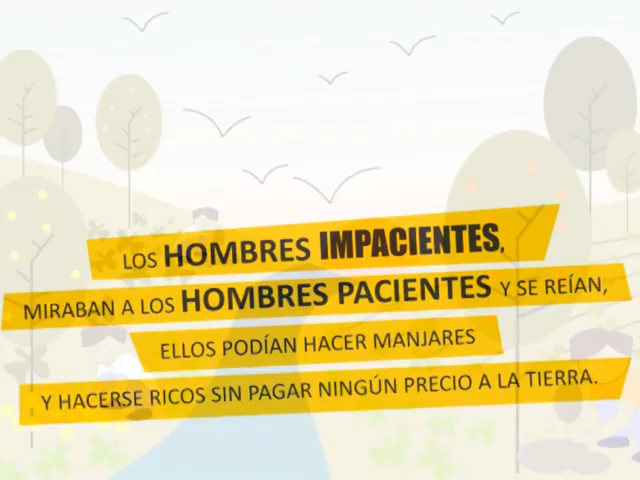 LOS HOMBRES IMPACIENTES,
MIRABAN A LOS HOMBRES PACIENTES Y SE REÍAN,
ELLOS PODÍAN HACER MANJARES
Y HACERSE RICOS SIN PAGAR NINGÚN PRECIO A LA TIERRA.